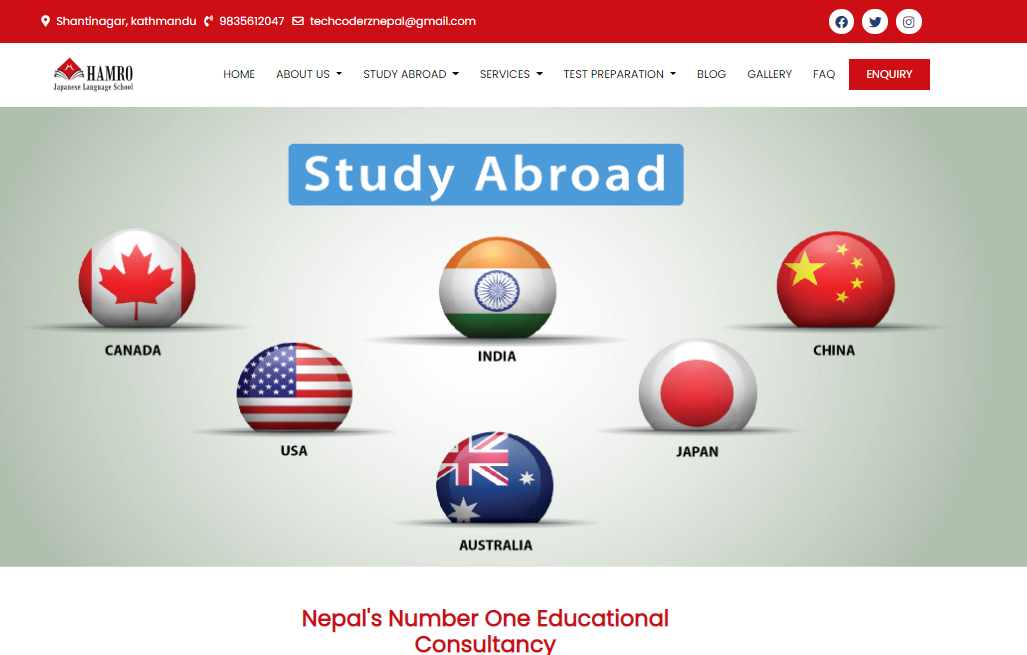 Shantinagar, kathmandu 9835612047 techcoderznepal@gmail.com
HAMRO
Japanese Language School
HOME ABOUT US STUDY ABROAD SERVICES TEST PREPARATION BLOG GALLERY FAQ ENQUIRY
Study Abroad
CANADA
INDIA
CHINA
USA
JAPAN
AUSTRALIA
Nepal's Number One Educational
Consultancy